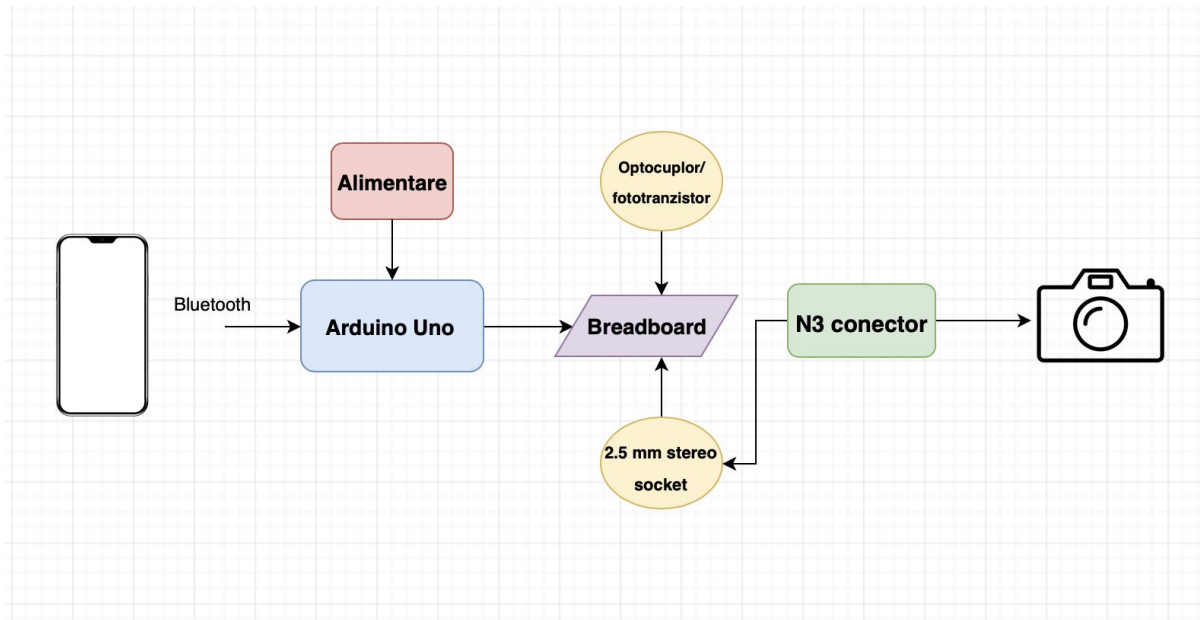 Alimentare
Optocuplor/
fototranzistor
Bluetooth
Arduino Uno
Breadboard
N3 conector
2.5 mm stereo
socket